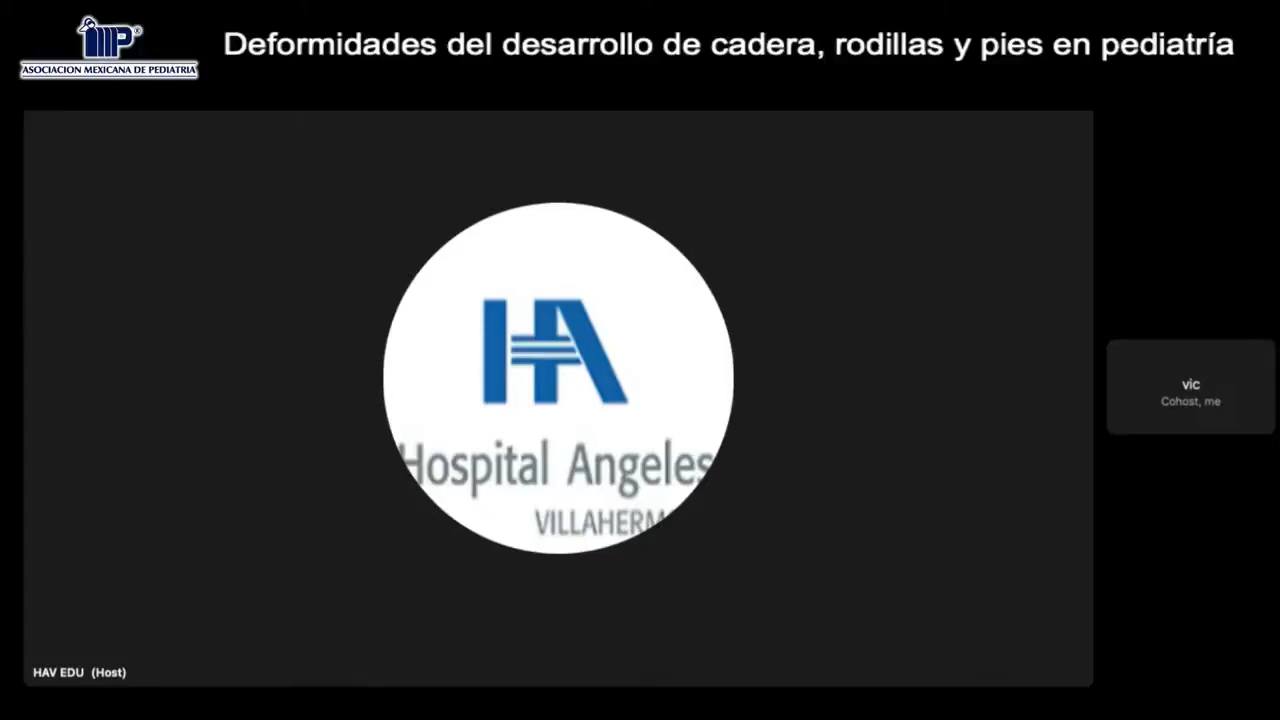 Deformidades del desarrollo de cadera, rodillas y pies en pediatría
ASOCIACION MEXICANA DE PEDIATRIA
HA
Hospital Angeles
vic
Cohost, me
HAV EDU (Host)